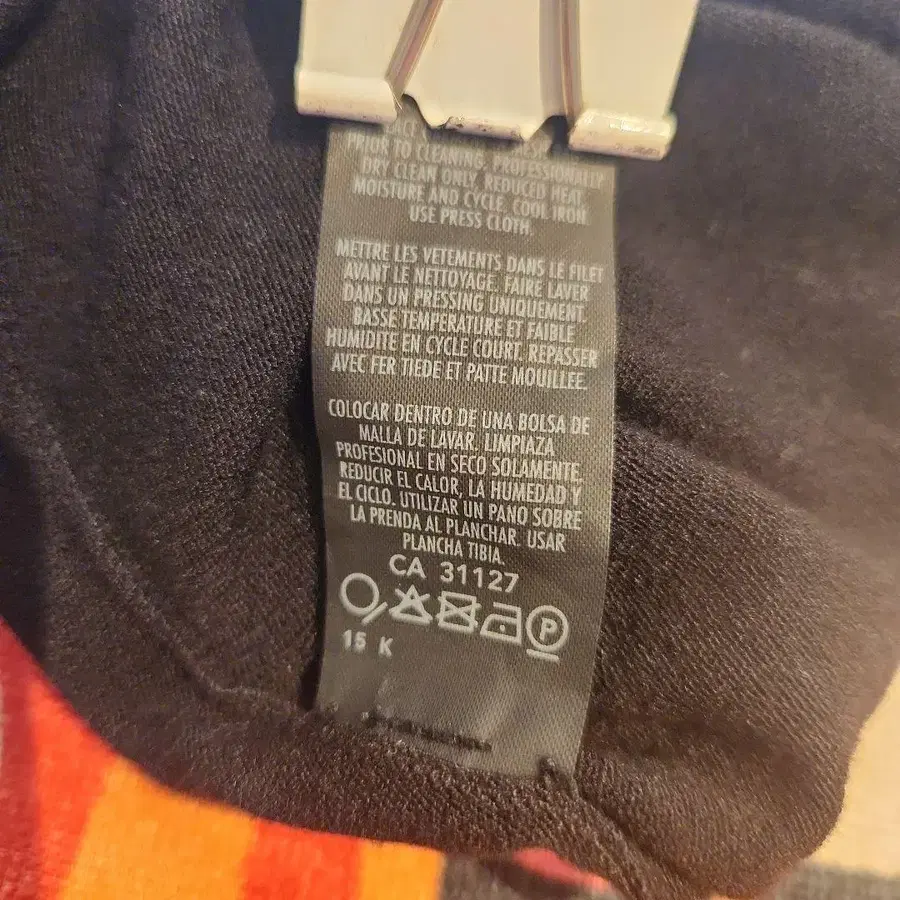 PRIOR TO CLEANING. PROFESSIONALLY
DRY CLEAN ONLY, REDUCED HEAT,
MOISTURE AND CYCLE. COOL IRON.
USE PRESS CLOTH.
METTRE LES VETEMENTS DANS LE FILET
AVANT LE NETTOYAGE. FAIRE LAVER
DANS UN PRESSING UNIQUEMENT.
BASSE TEMPERATURE ET FAIBLE
HUMIDITE EN CYCLE COURT. REPASSER
AVEC FER TIEDE ET PATTE MOUILLEE.
COLOCAR DENTRO DE UNA BOLSA DE
MALLA DE LAVAR. LIMPIAZA
PROFESIONAL EN SECO SOLAMENTE.
REDUCIR EL CALOR, LA HUMEDAD Y
EL CICLO. UTILIZAR UN PANO SOBRE
LA PRENDA AL PLANCHAR. USAR
PLANCHA TIBIA.
CA 31127
P
15 K